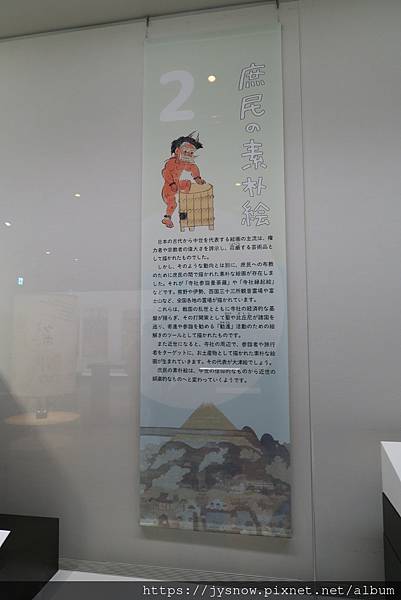 2
庶民の素朴絵
日本の古代から中世を代表する絵画の主流は、権
力者や宗教者の偉大さを誇示し、荘厳する芸術品と
して描かれたものでした。
しかし、そのような動向とは別に、庶民への布教
のために庶民の間で描かれた素朴な絵画が存在しま
した。それが「寺社参詣曼荼羅」や「寺社縁起絵」
などです。熊野や伊勢、西国三十三所観音霊場や富
士山など、全国各地の霊場が描かれています。
これらは、戦国の乱世とともに寺社の経済的な基
盤が揺らぎ、その打開策として聖や比丘尼が諸国を
巡り、寄進や参詣を勧める「勧進」活動のための絵
解きのツールとして描かれたものです。
また近世になると、寺社の周辺で、参詣者や旅行
者をターゲットに、お土産物として描かれた素朴な絵
画が生まれていきます。その代表が大津絵でしょう。
庶民の素朴絵は、中世の信仰的なものから近世の
娯楽的なものへと変わっていくようです。
https://jysnow.pixnet.net/album